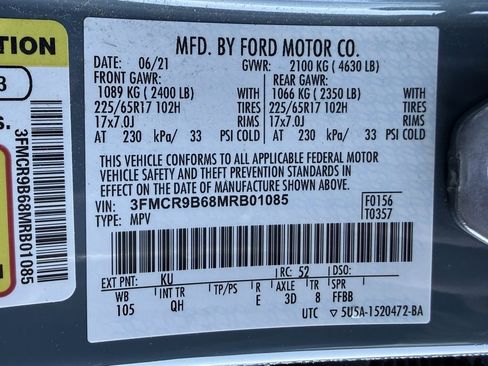 TION
3
s.
3FMCR9B68MRB01085
MFD. BY FORD MOTOR CO.
DATE: 06/21 GVWR: 2100 KG ( 4630 LB)
FRONT GAWR: REAR GAWR:
1089 KG ( 2400 LB) WITH 1066 KG ( 2350 LB) WITH
225/65R17 102H TIRES 225/65R17 102H TIRES
17x7.0J RIMS 17x7.0J RIMS
AT 230 kPa/ 33 PSI COLD AT 230 kPa/ 33 PSI COLD
THIS VEHICLE CONFORMS TO ALL APPLICABLE FEDERAL MOTOR
VEHICLE SAFETY, BUMPER, AND THEFT PREVENTION STANDARDS
IN EFFECT ON THE DATE OF MANUFACTURE SHOWN ABOVE.
VIN: 3FMCR9B68MRB01085 F0156
TYPE: MPV T0357
EXT PNT: KU RC: 52 DSO:
WB INT TR TP/PS R AXLE TR SPR
105 QH E 3D 8 FFBB
UTC 5U5A-1520472-BA